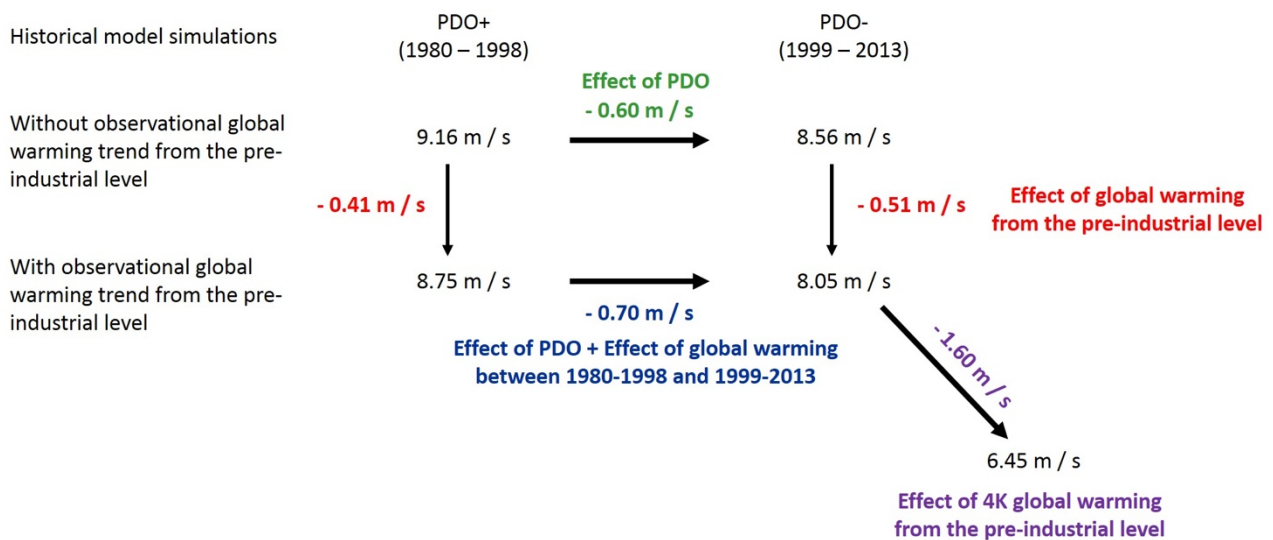 Historical model simulations
PDO+
(1980 – 1998)
PDO-
(1999 – 2013)
Effect of PDO
- 0.60 m / s
Without observational global
warming trend from the pre-
industrial level
9.16 m / s
8.56 m / s
- 0.41 m / s
- 0.51 m / s
Effect of global warming
from the pre-industrial level
With observational global
warming trend from the pre-
industrial level
8.75 m / s
8.05 m / s
- 0.70 m / s
Effect of PDO + Effect of global warming
between 1980-1998 and 1999-2013
- 1.60 m / s
6.45 m / s
Effect of 4K global warming
from the pre-industrial level